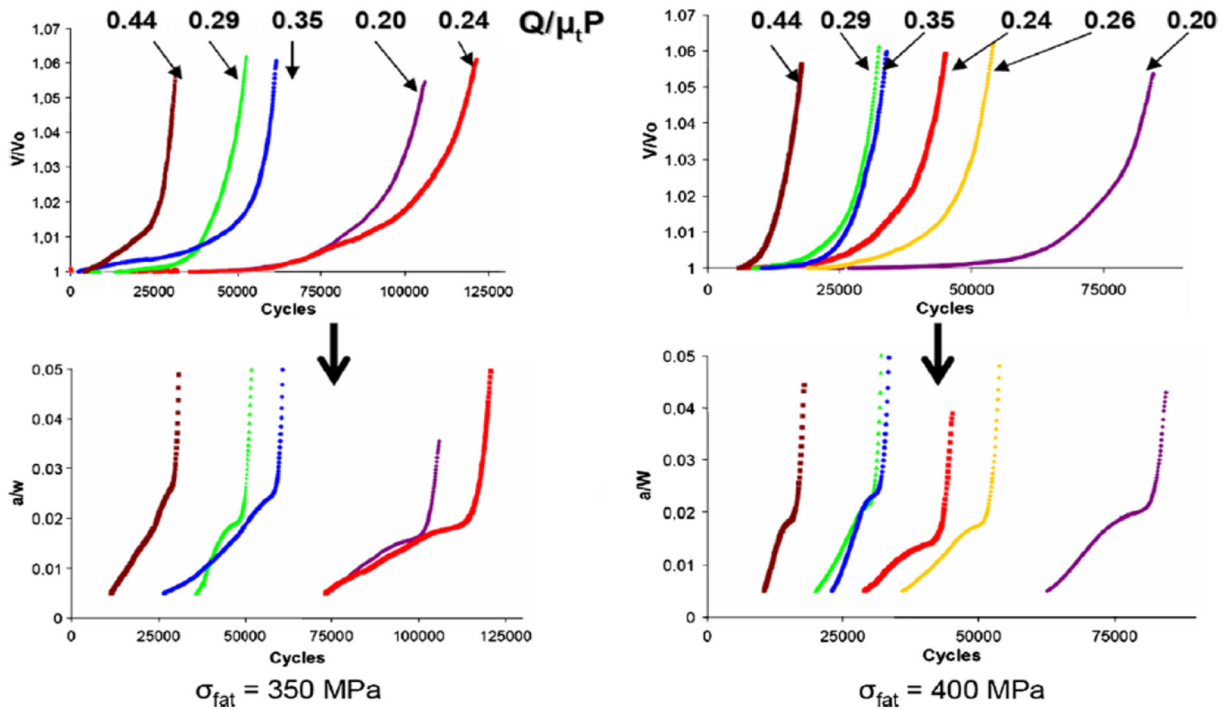 0.44 0.29 0.35 Q/μtP 0.20 0.24
1,07
1,06
1,05
1,04
1,03
1,02
1,01
1
V/Vo
0 25000 50000 75000 100000 125000
Cycles
0.44 0.29 0.35 0.24 0.26 0.20
1,07
1,06
1,05
1,04
1,03
1,02
1,01
1
V/Vo
0 25000 50000 75000
Cycles
0.05
0.04
0.03
0.02
0.01
0
a/w
0 25000 50000 75000 100000 125000
Cycles
σfat = 350 MPa
0.05
0.04
0.03
0.02
0.01
0
a/W
0 25000 50000 75000
Cycles
σfat = 400 MPa